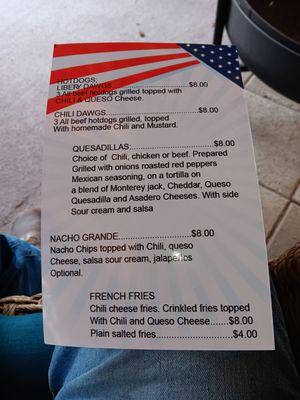 HOTDOGS;
LIBERY DAWGS..............................$8.00
3 All beef hotdogs grilled topped with
CHILI & QUESO Cheese.
CHILI DAWGS..............................$8.00
3 All beef hotdogs grilled, topped
With homemade Chili and Mustard.
QUESADILLAS:..............................$8.00
Choice of Chili, chicken or beef. Prepared
Grilled with onions roasted red peppers
Mexican seasoning, on a tortilla on
a blend of Monterey jack, Cheddar, Queso
Quesadilla and Asadero Cheeses. With side
Sour cream and salsa
NACHO GRANDE....................$8.00
Nacho Chips topped with Chili, queso
Cheese, salsa sour cream, jalapeños
Optional.
FRENCH FRIES
Chili cheese fries. Crinkled fries topped
With Chili and Queso Cheese.......$8.00
Plain salted fries............................$4.00